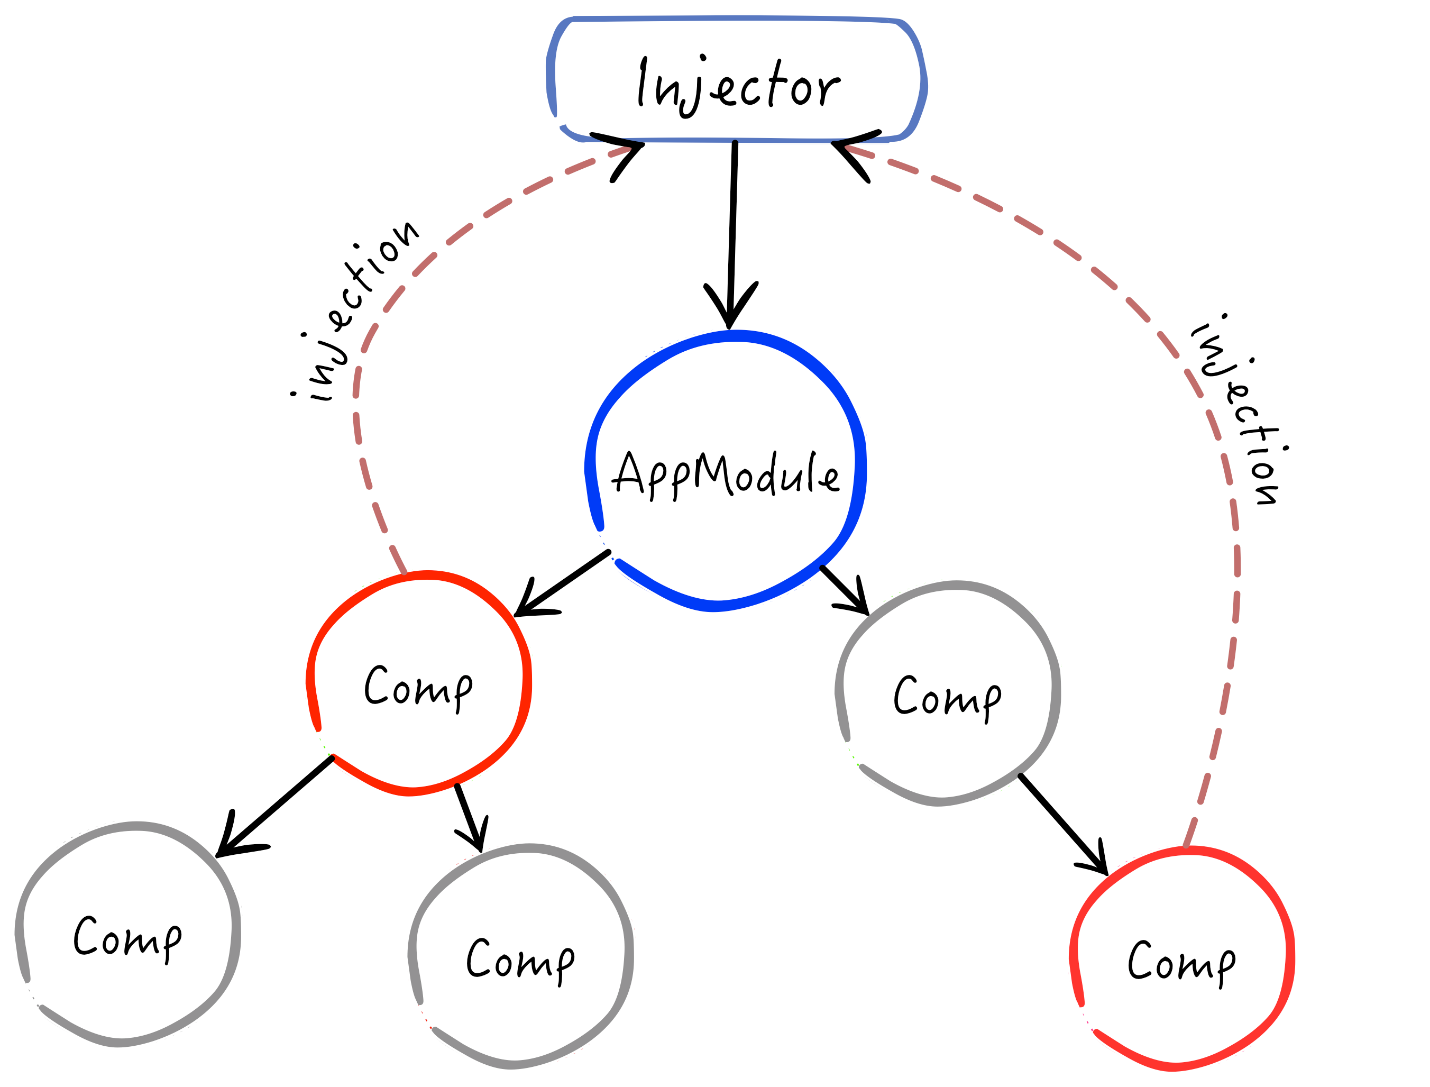 Injector
injection
injection
AppModule
Comp
Comp
Comp
Comp
Comp